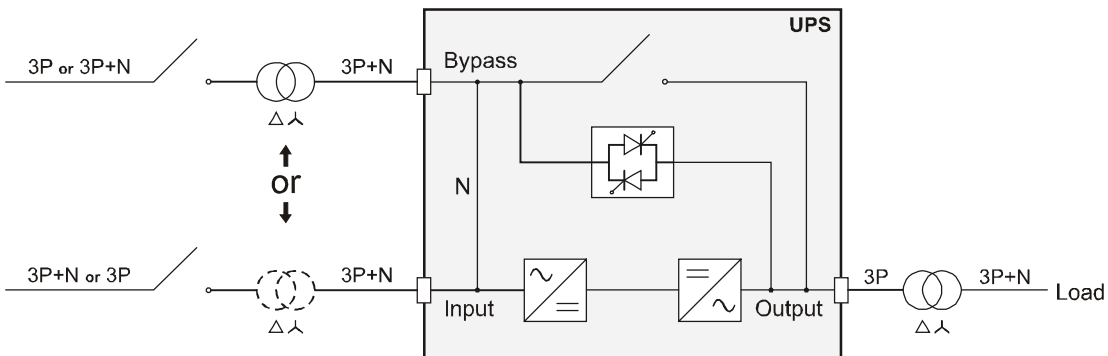 UPS
3P or 3P+N
3P+N
Bypass
or
N
3P+N or 3P
3P+N
Input
Output
3P
3P+N
Load